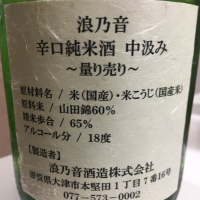 浪乃音
辛口純米酒 中汲み
～量り売り～
原材料名 / 米(国産)・米こうじ(国産米)
原料米 / 山田錦60%
精米歩合 / 65%
アルコール分 / 18度
【製造者】
浪乃音酒造株式会社
滋賀県大津市本堅田1丁目7番16号
077-573-0002